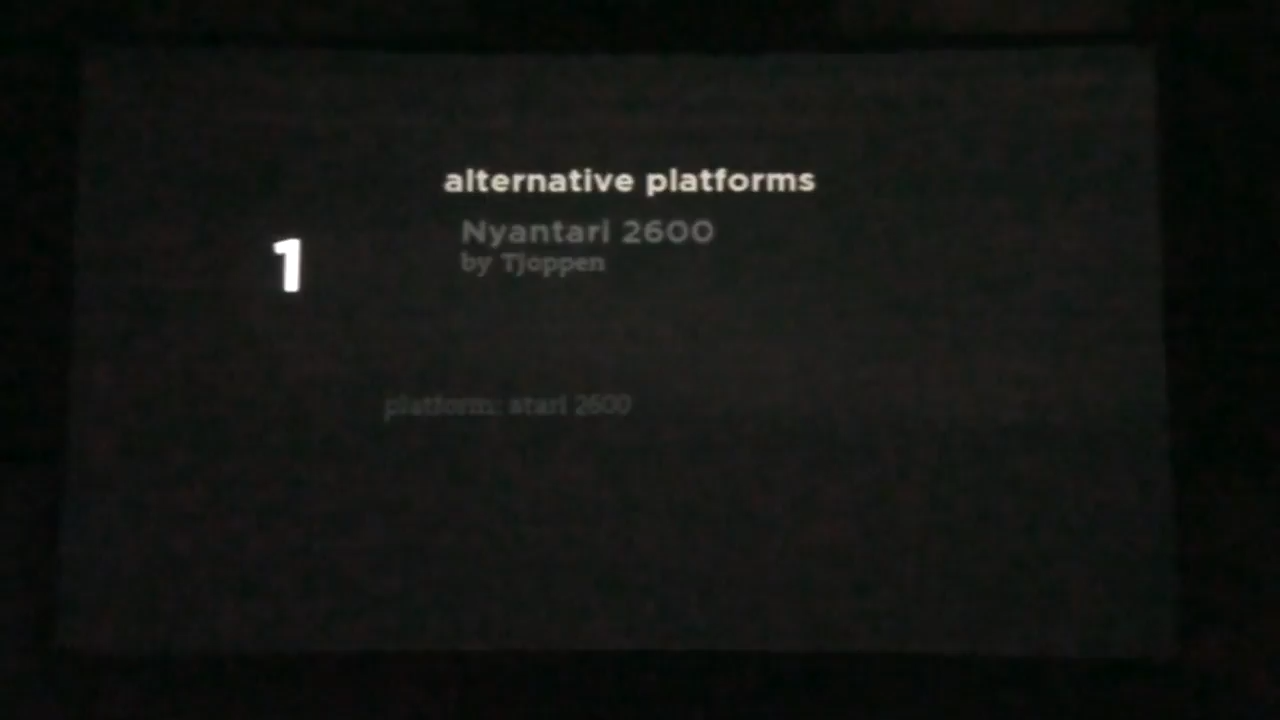 alternative platforms
1
Nyantari 2600
by Tjoppen
platform: atari 2600